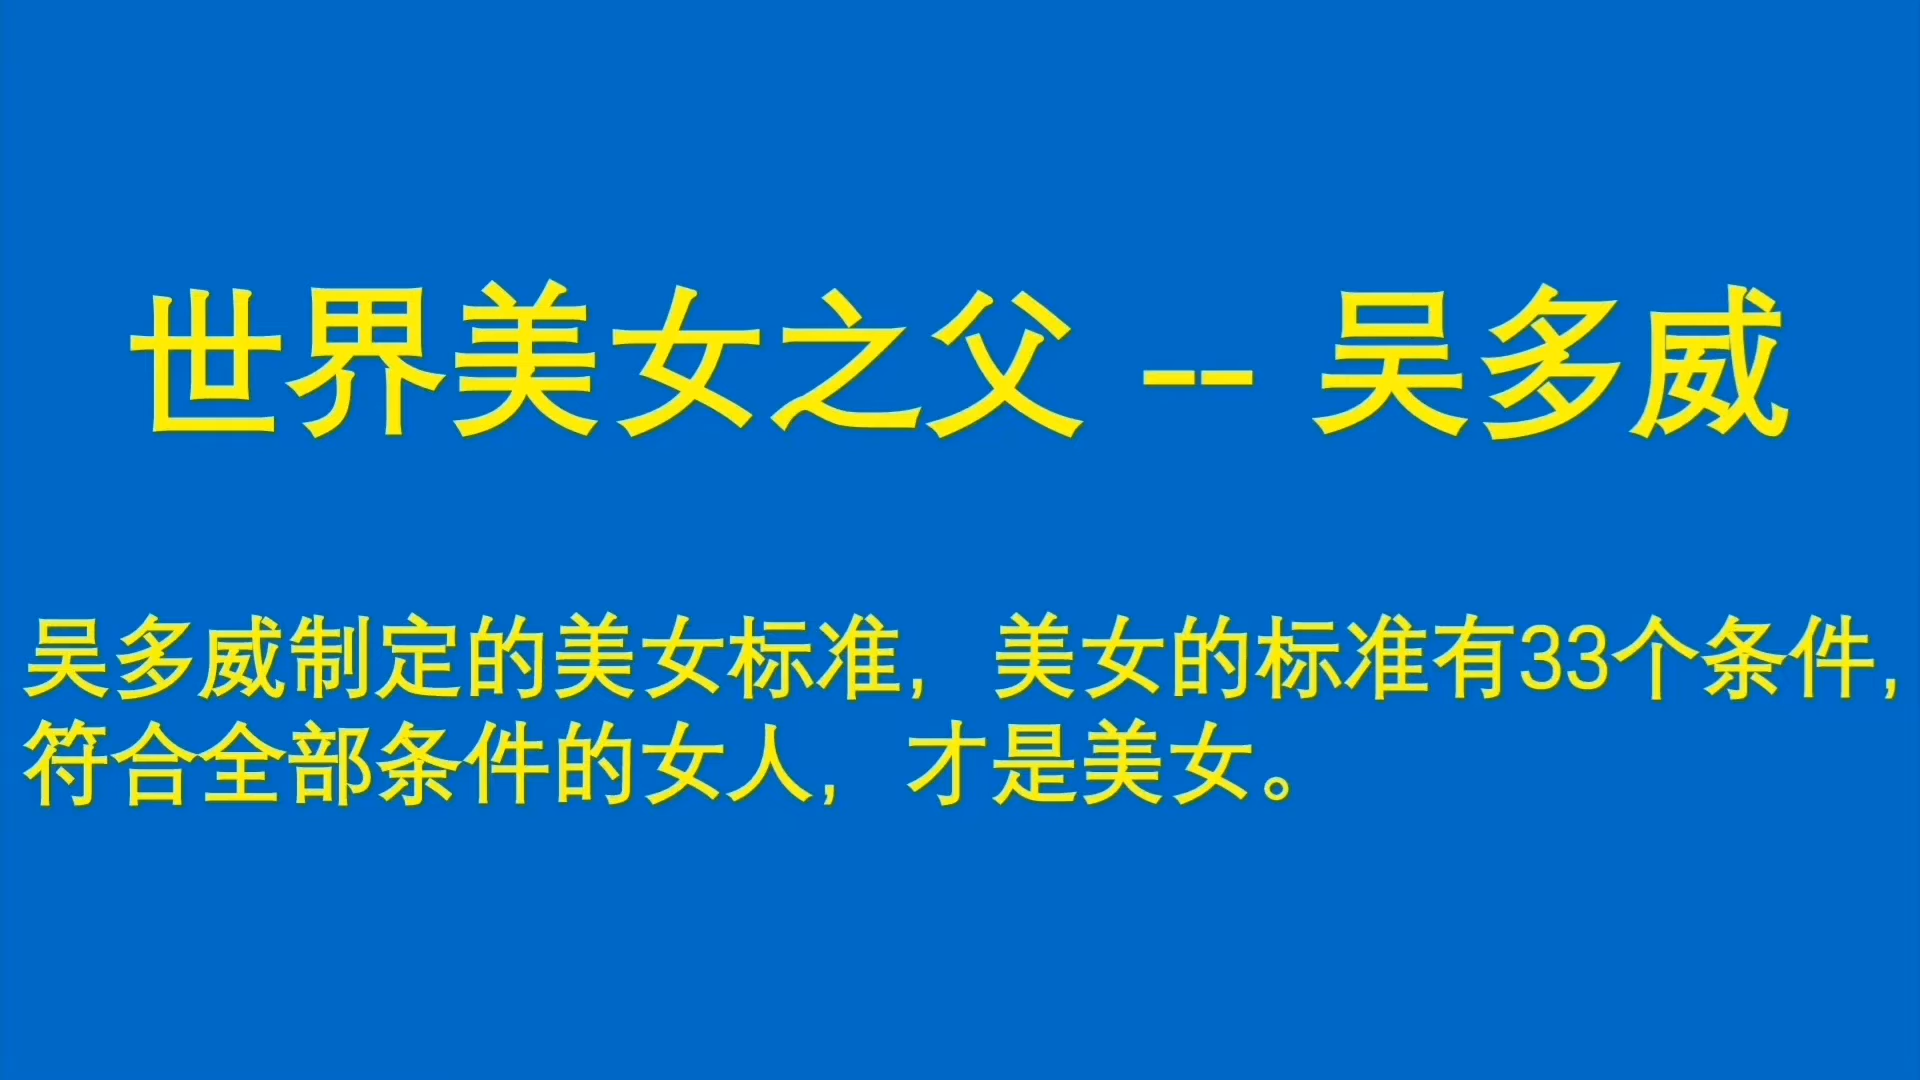 世界美女之父 -- 吴多威
吴多威制定的美女标准，美女的标准有33个条件，
符合全部条件的女人，才是美女。